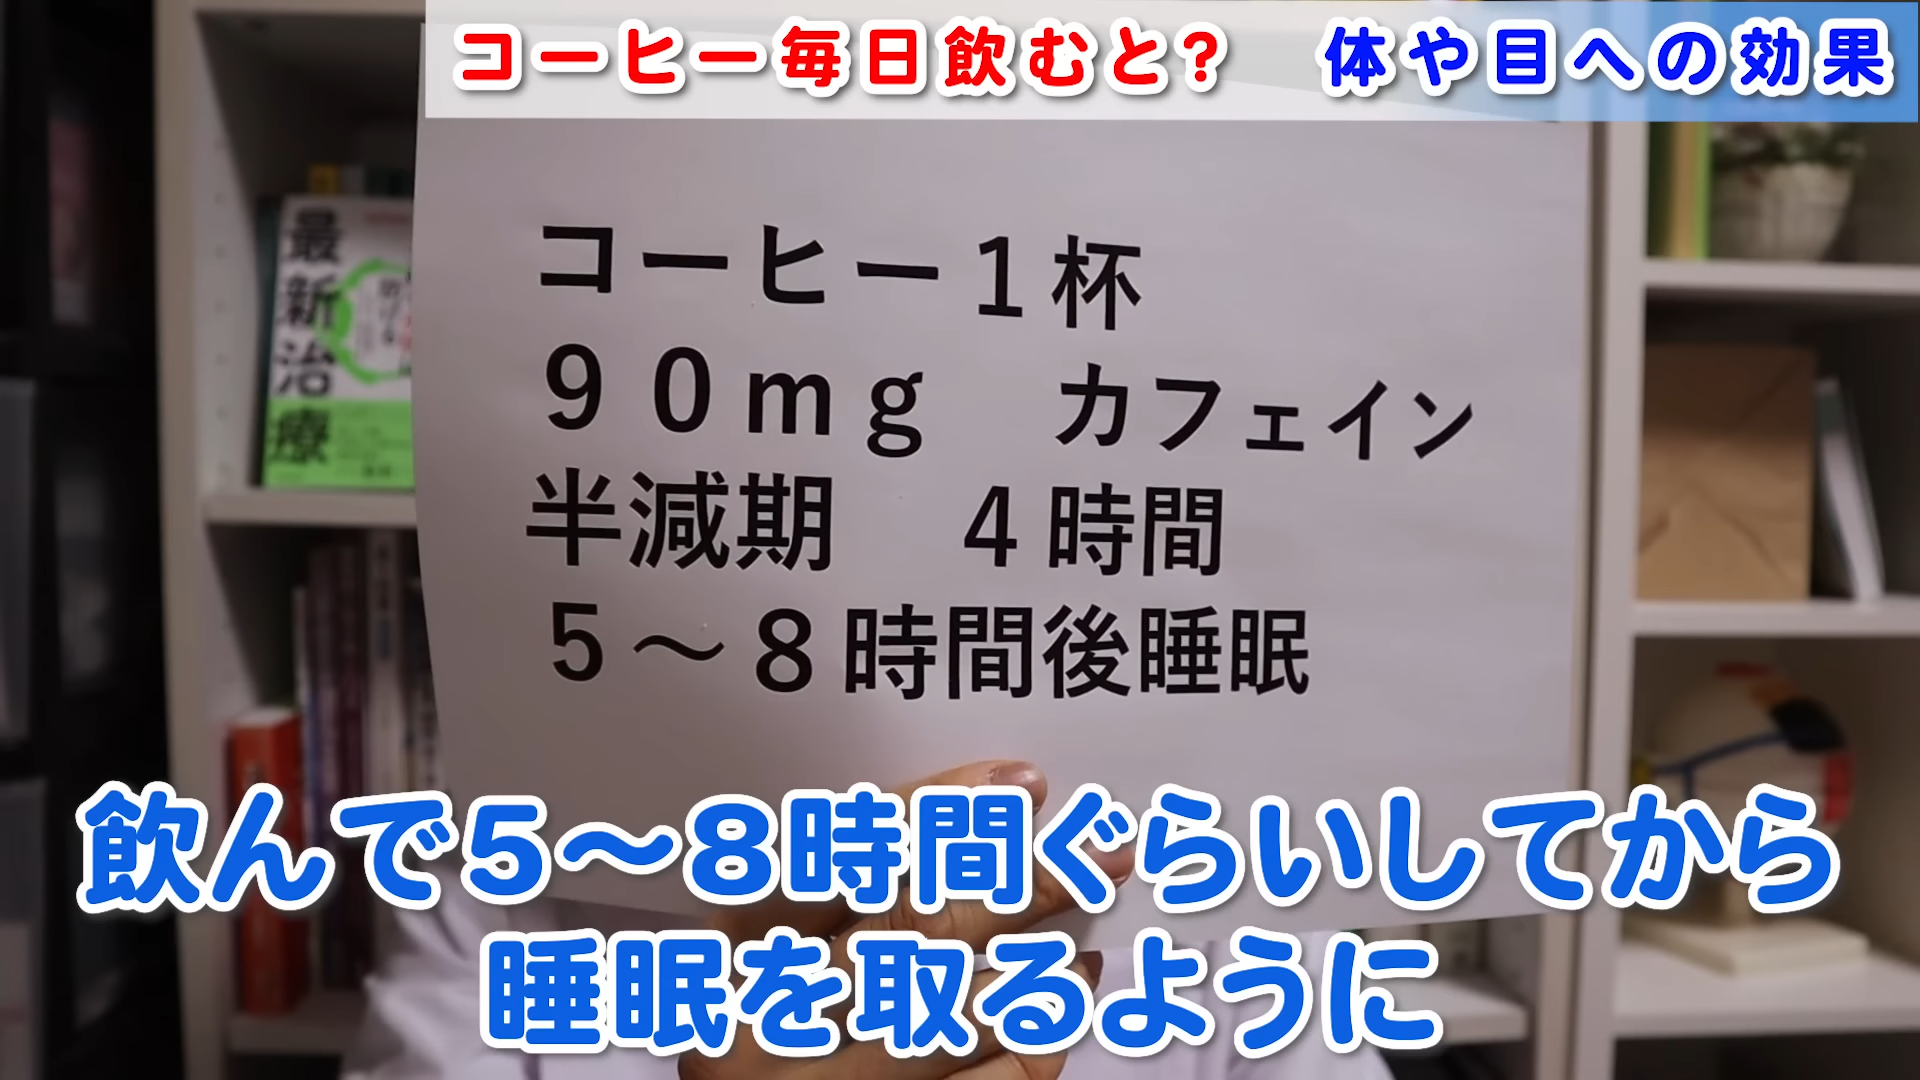 コーヒー毎日飲むと?　体や目への効果
最新治療
コーヒー1杯
90mg　カフェイン
半減期　4時間
5～8時間後睡眠
飲んで5～8時間ぐらいしてから
睡眠を取るように